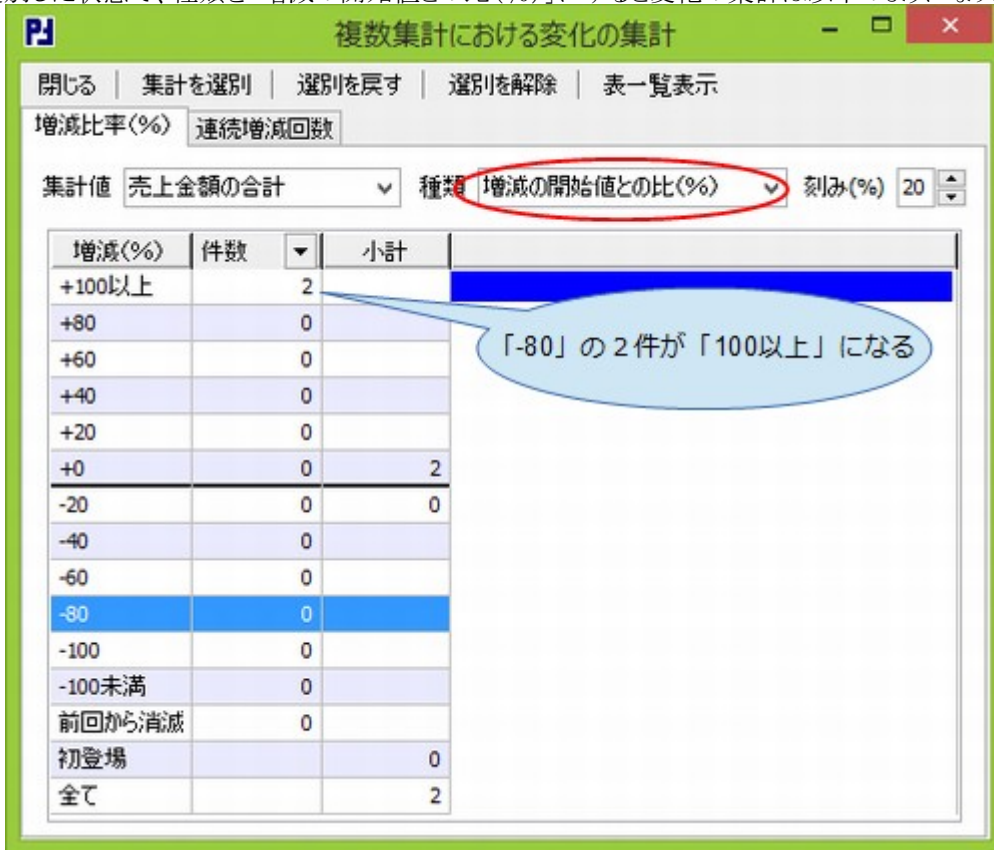 複数集計における変化の集計
閉じる | 集計を選別 | 選別を戻す | 選別を解除 | 表一覧表示
増減比率(%) 連続増減回数
集計値 売上金額の合計 種類 増減の開始値との比(%) 刻み(%) 20
増減(%) 件数 小計
+100以上 2
「-80」の2件が「100以上」になる
+80 0
+60 0
+40 0
+20 0
+0 0 2
-20 0 0
-40 0
-60 0
-80 0
-100 0
-100未満 0
前回から消滅 0
初登場 0
全て 2